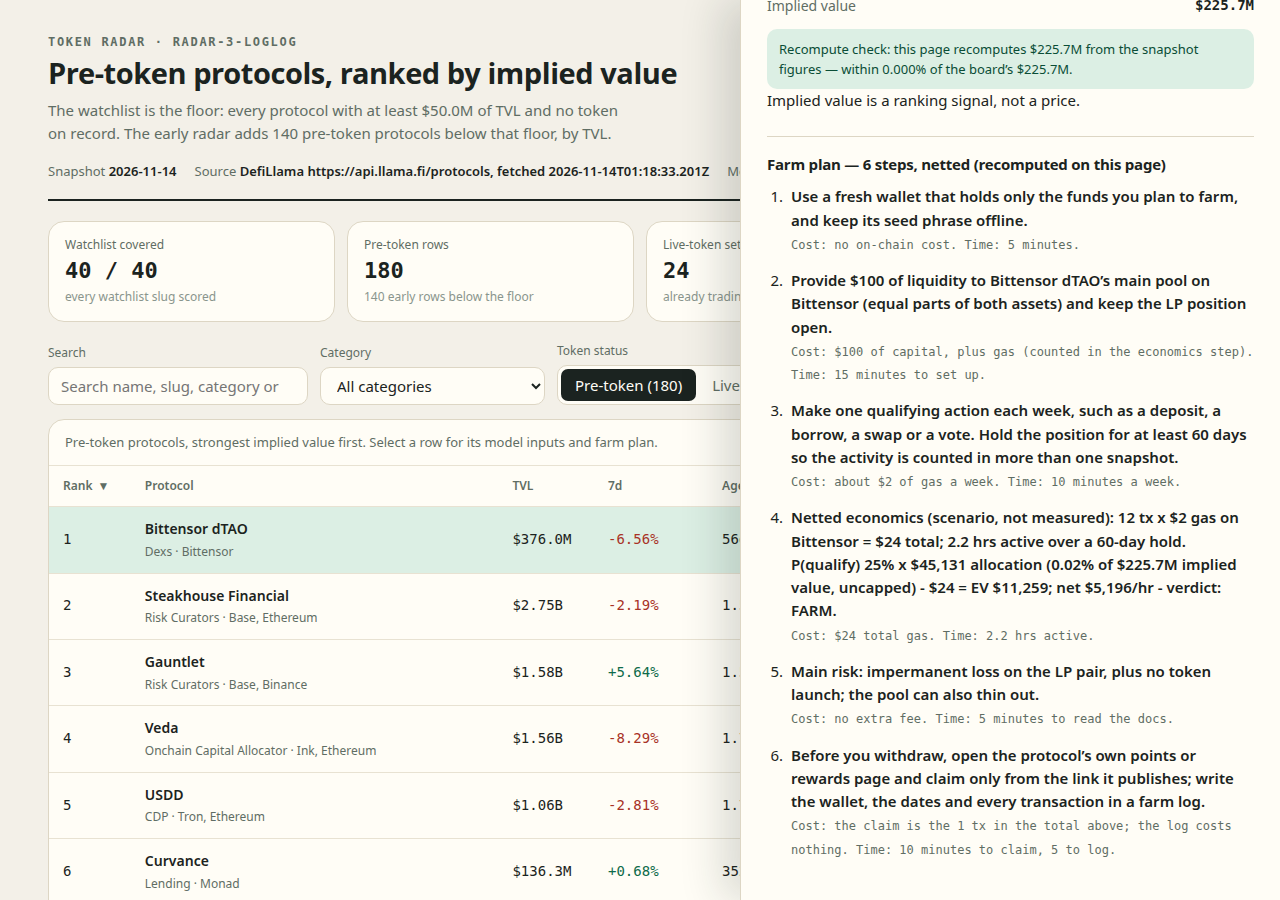 TOKEN RADAR · RADAR-3-LOGLOG
Pre-token protocols, ranked by implied value
The watchlist is the floor: every protocol with at least $50.0M of TVL and no token
on record. The early radar adds 140 pre-token protocols below that floor, by TVL.
Snapshot 2026-11-14 Source DefiLlama https://api.llama.fi/protocols, fetched 2026-11-14T01:18:33.201Z
Watchlist covered
40 / 40
every watchlist slug scored
Pre-token rows
180
140 early rows below the floor
Live-token set
24
already tradin
Search
Search name, slug, category or
Category
All categories
Token status
Pre-token (180) Live
Pre-token protocols, strongest implied value first. Select a row for its model inputs and farm plan.
Rank ▼ Protocol TVL 7d Age
1 Bittensor dTAO $376.0M -6.56% 56
Dexs · Bittensor
2 Steakhouse Financial $2.75B -2.19% 1.
Risk Curators · Base, Ethereum
3 Gauntlet $1.58B +5.64% 1.
Risk Curators · Base, Binance
4 Veda $1.56B -8.29% 1.
Onchain Capital Allocator · Ink, Ethereum
5 USDD $1.06B -2.81% 1.
CDP · Tron, Ethereum
6 Curvance $136.3M +0.68% 35
Lending · Monad
Implied value $225.7M
Recompute check: this page recomputes $225.7M from the snapshot
figures — within 0.000% of the board's $225.7M.
Implied value is a ranking signal, not a price.
Farm plan — 6 steps, netted (recomputed on this page)
1. Use a fresh wallet that holds only the funds you plan to farm,
and keep its seed phrase offline.
Cost: no on-chain cost. Time: 5 minutes.
2. Provide $100 of liquidity to Bittensor dTAO’s main pool on
Bittensor (equal parts of both assets) and keep the LP position
open.
Cost: $100 of capital, plus gas (counted in the economics step).
Time: 15 minutes to set up.
3. Make one qualifying action each week, such as a deposit, a
borrow, a swap or a vote. Hold the position for at least 60 days
so the activity is counted in more than one snapshot.
Cost: about $2 of gas a week. Time: 10 minutes a week.
4. Netted economics (scenario, not measured): 12 tx x $2 gas on
Bittensor = $24 total; 2.2 hrs active over a 60-day hold.
P(qualify) 25% x $45,131 allocation (0.02% of $225.7M implied
value, uncapped) - $24 = EV $11,259; net $5,196/hr - verdict:
FARM.
Cost: $24 total gas. Time: 2.2 hrs active.
5. Main risk: impermanent loss on the LP pair, plus no token
launch; the pool can also thin out.
Cost: no extra fee. Time: 5 minutes to read the docs.
6. Before you withdraw, open the protocol’s own points or
rewards page and claim only from the link it publishes; write
the wallet, the dates and every transaction in a farm log.
Cost: the claim is the 1 tx in the total above; the log costs
nothing. Time: 10 minutes to claim, 5 to log.